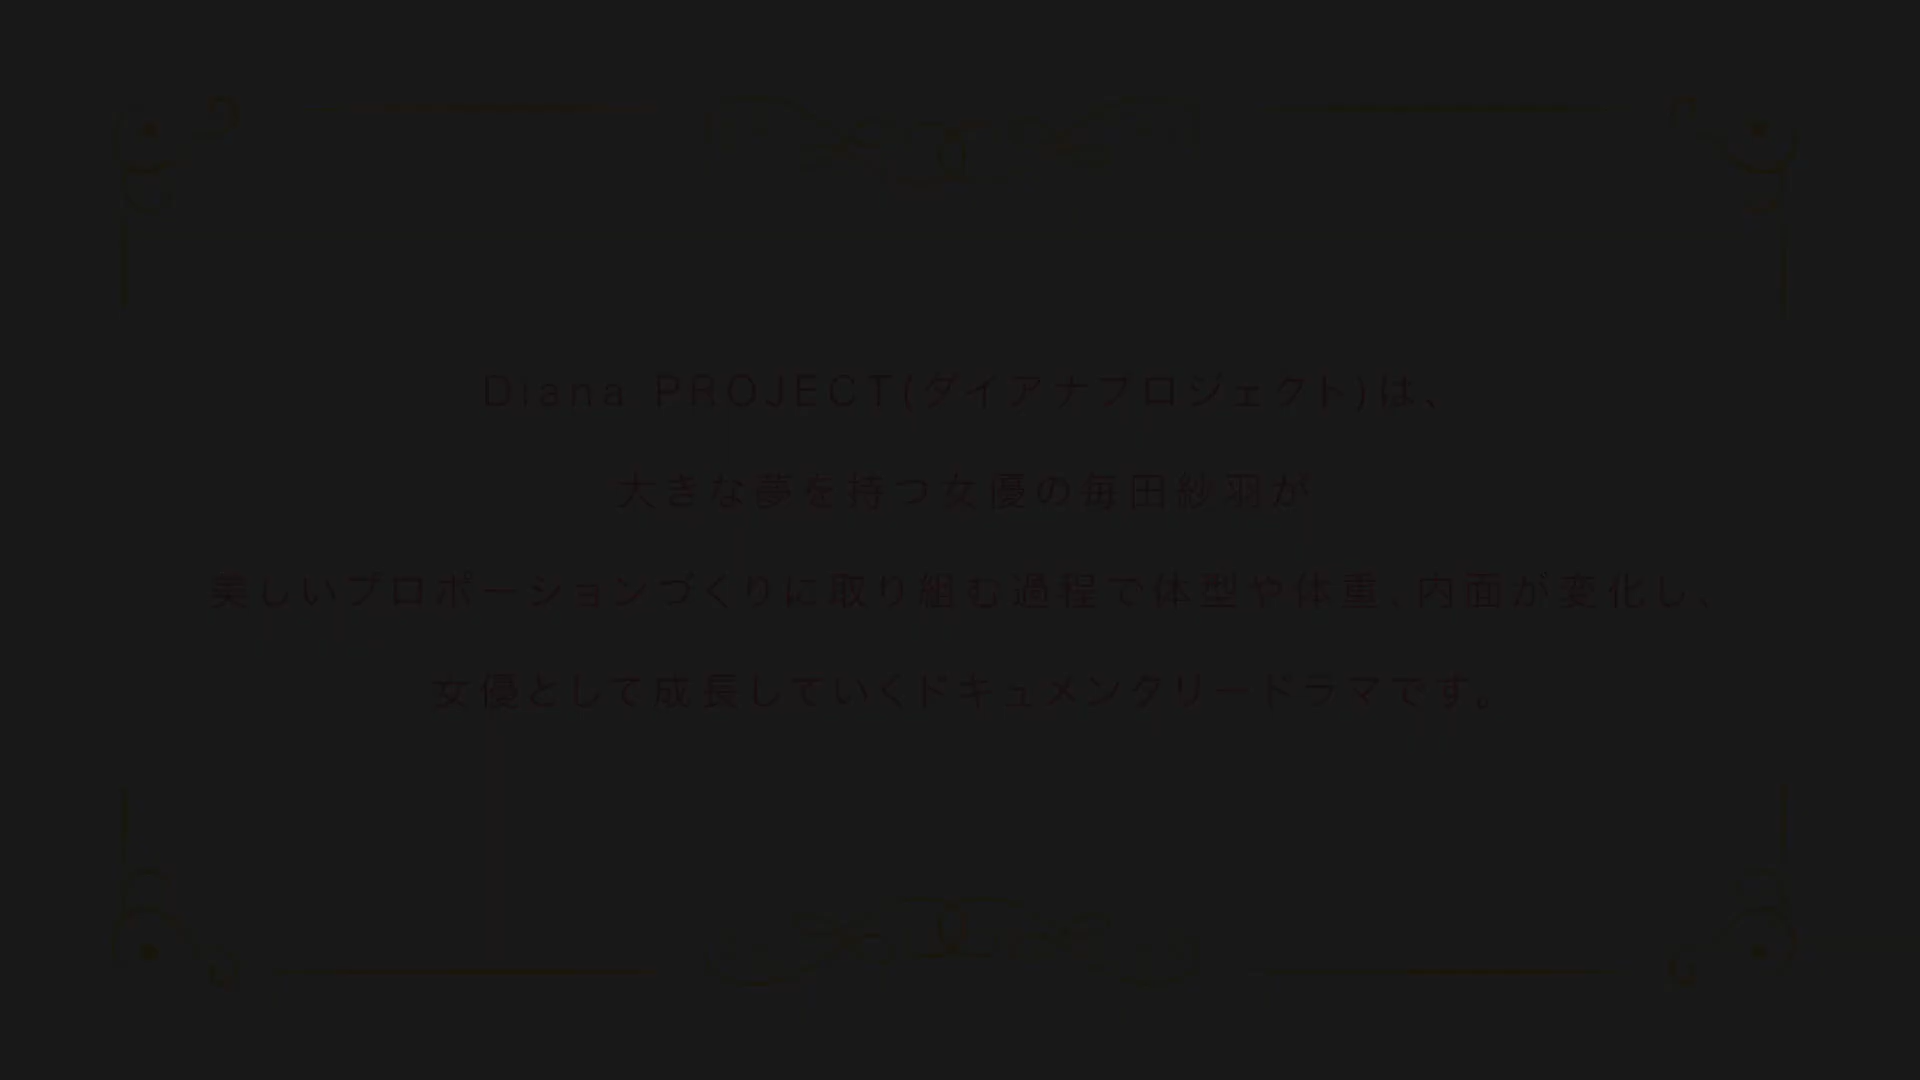 Diana PROJECT(ダイアナプロジェクト)は、
大きな夢を持つ女優の毎田紗羽が
美しいプロポーションづくりに取り組む過程で体型や体重、内面が変化し、
女優として成長していくドキュメンタリードラマです。